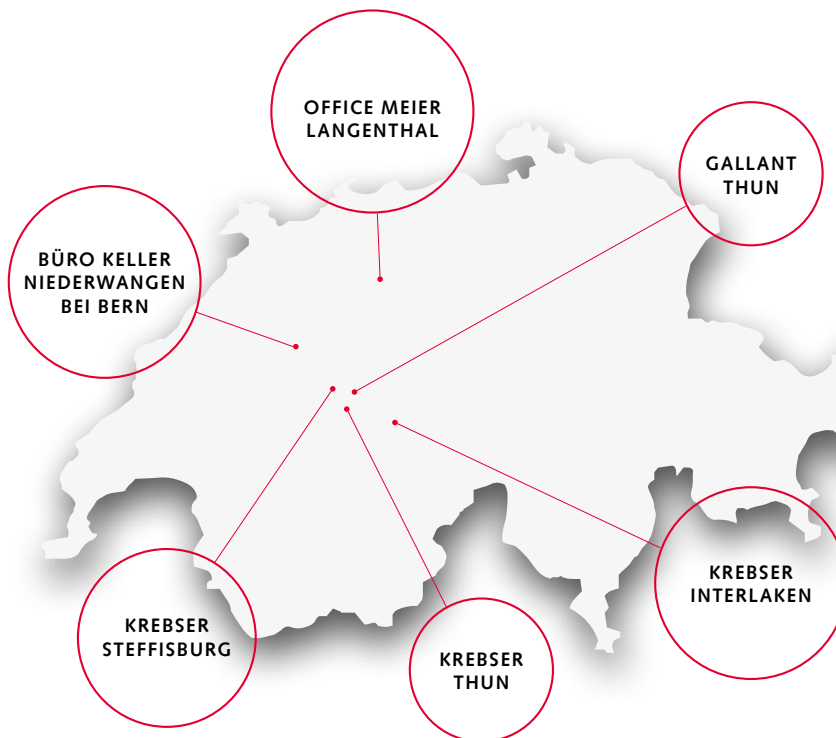 OFFICE MEIER
LANGENTHAL
GALLANT
THUN
BÜRO KELLER
NIEDERWANGEN
BEI BERN
KREBSER
INTERLAKEN
KREBSER
STEFFISBURG
KREBSER
THUN